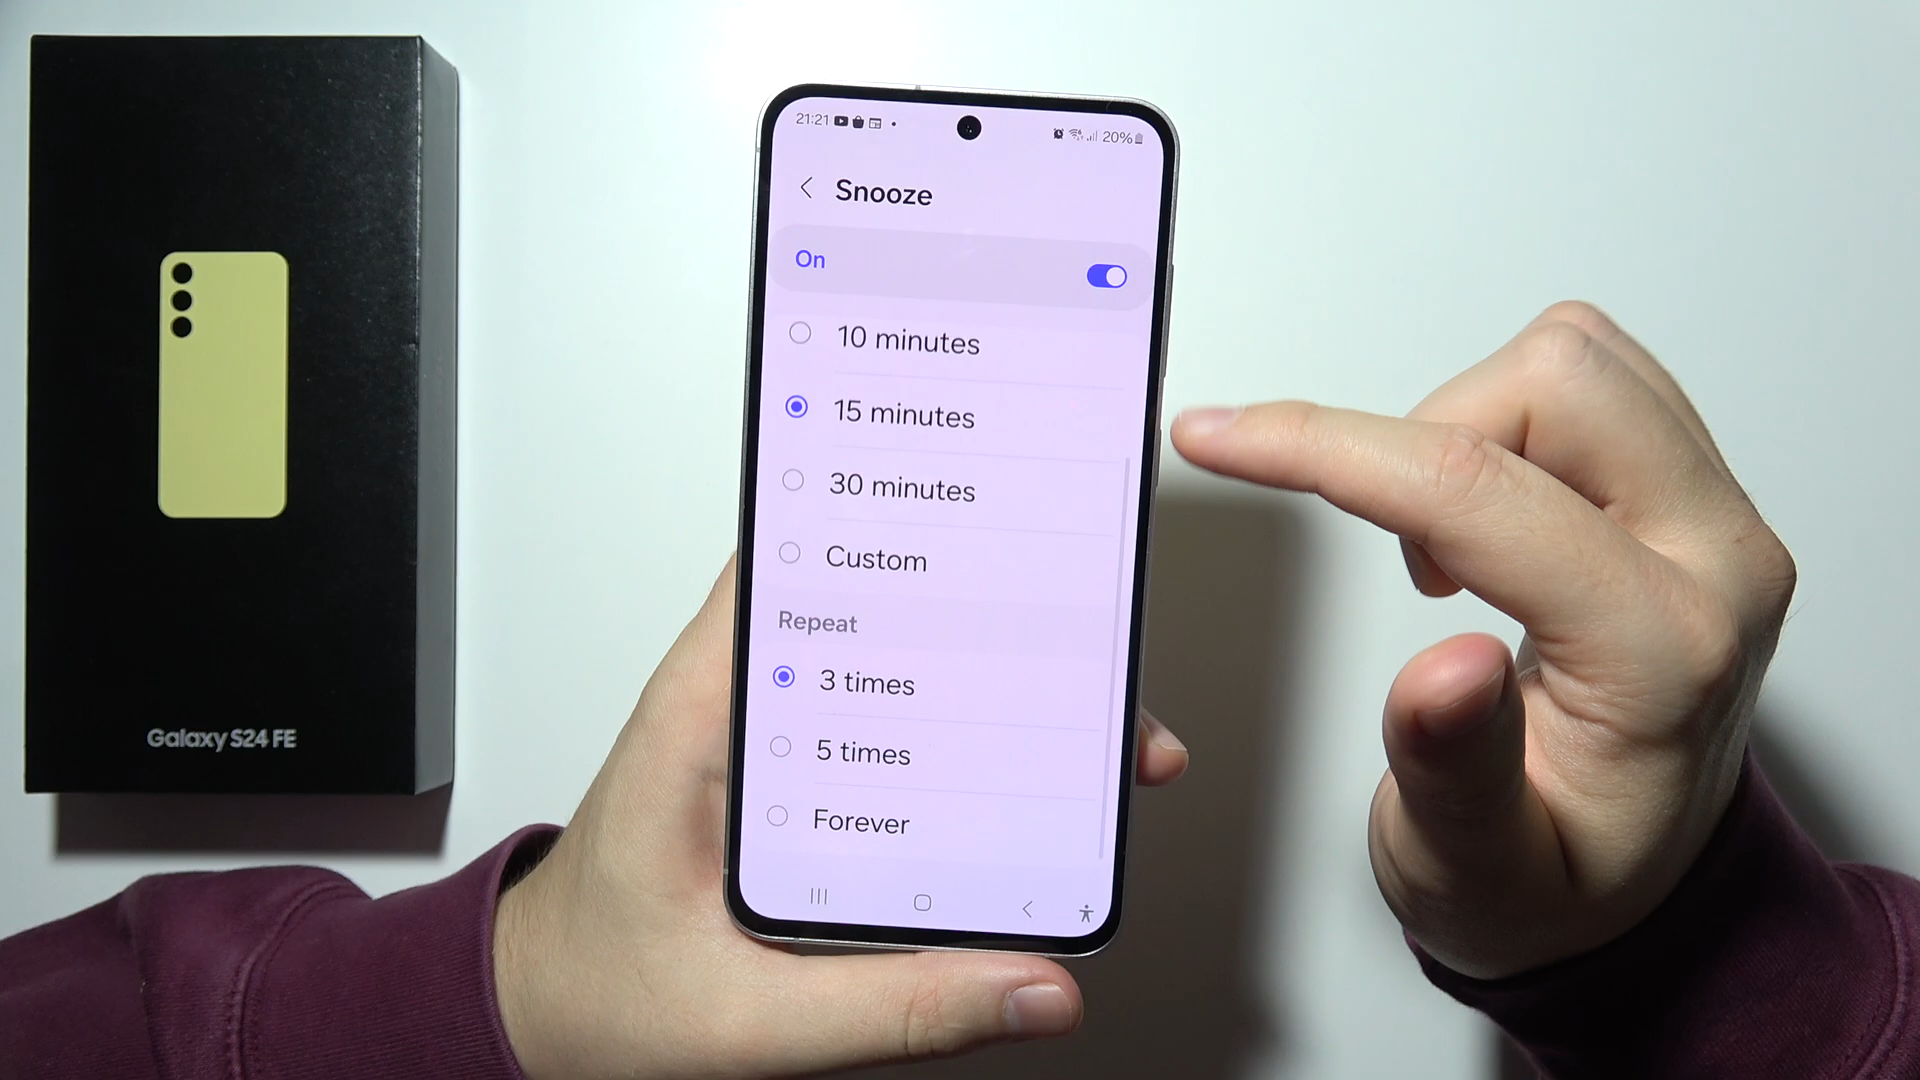 Galaxy S24 FE
21:21
20%
Snooze
On
10 minutes
15 minutes
30 minutes
Custom
Repeat
3 times
5 times
Forever